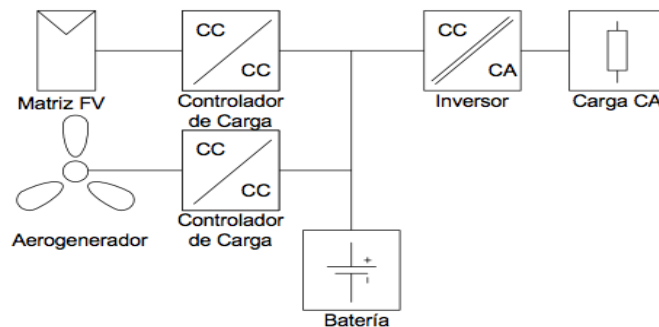 CC
CC
Matriz FV
Controlador
de Carga
CC
CA
Inversor
Carga CA
CC
CC
Aerogenerador
Controlador
de Carga
+
Batería